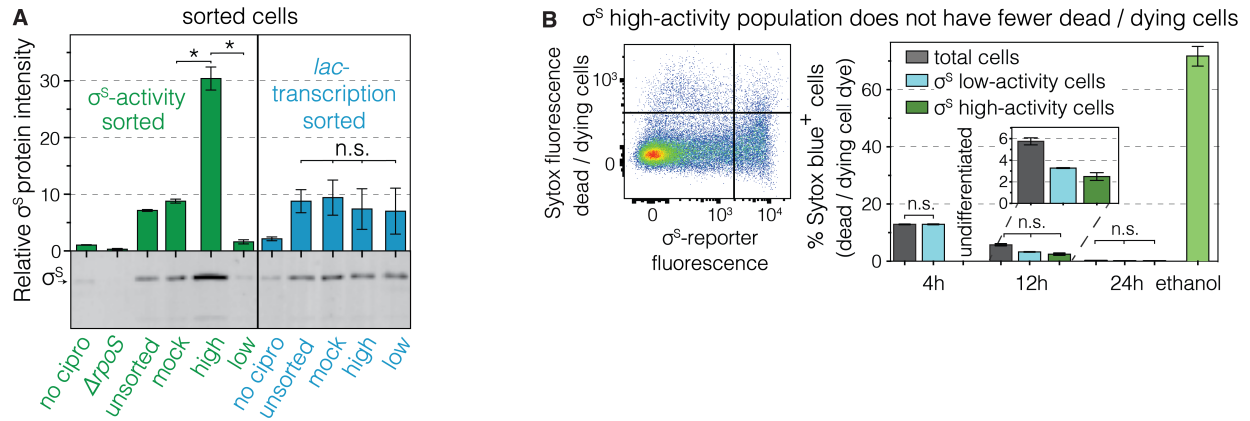 A
sorted cells
Relative σS protein intensity
30
20
10
0
σS-activity
sorted
*
*
lac-
transcription
sorted
n.s.
σS→
no cipro
ΔrpoS
unsorted
mock
high
low
no cipro
unsorted
mock
high
low
B
σS high-activity population does not have fewer dead / dying cells
Sytox fluorescence
dead / dying cells
10³
0
0
10³
10⁴
σS-reporter
fluorescence
% Sytox blue+ cells
(dead / dying cell dye)
60
40
20
0
total cells
σS low-activity cells
σS high-activity cells
n.s.
undifferentiated
6
4
2
0
n.s.
n.s.
4h
12h
24h
ethanol